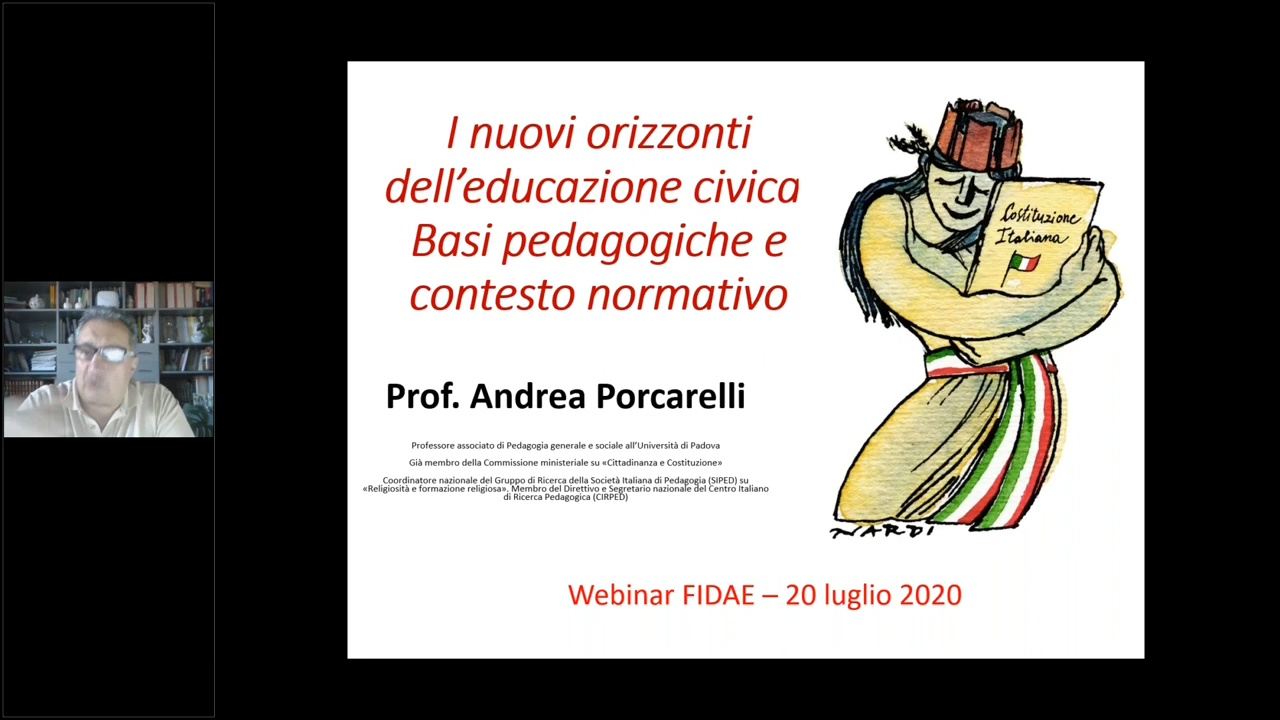 I nuovi orizzonti
dell’educazione civica
Basi pedagogiche e
contesto normativo
Costituzione
Italiana
Prof. Andrea Porcarelli
Professore associato di Pedagogia generale e sociale all’Università di Padova
Già membro della Commissione ministeriale su «Cittadinanza e Costituzione»
Coordinatore nazionale del Gruppo di Ricerca della Società Italiana di Pedagogia (SIPED) su
«Religiosità e formazione religiosa». Membro del Direttivo e Segretario nazionale del Centro Italiano
di Ricerca Pedagogica (CIRPED)
NARDI
Webinar FIDAE – 20 luglio 2020